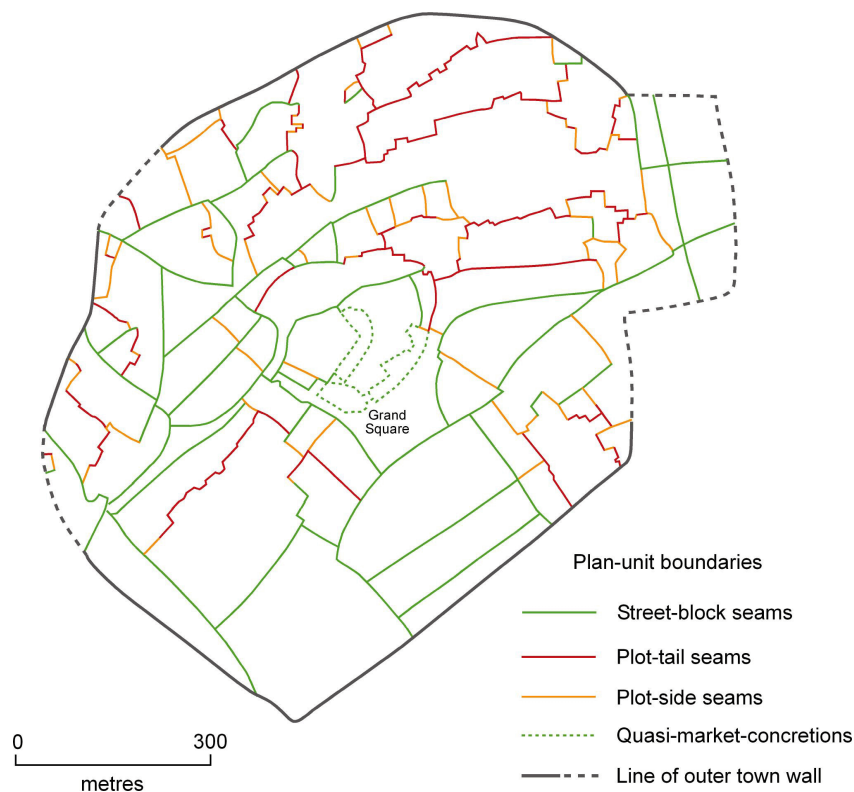 Grand
Square
Plan-unit boundaries
Street-block seams
Plot-tail seams
Plot-side seams
Quasi-market-concretions
Line of outer town wall
0 300
metres